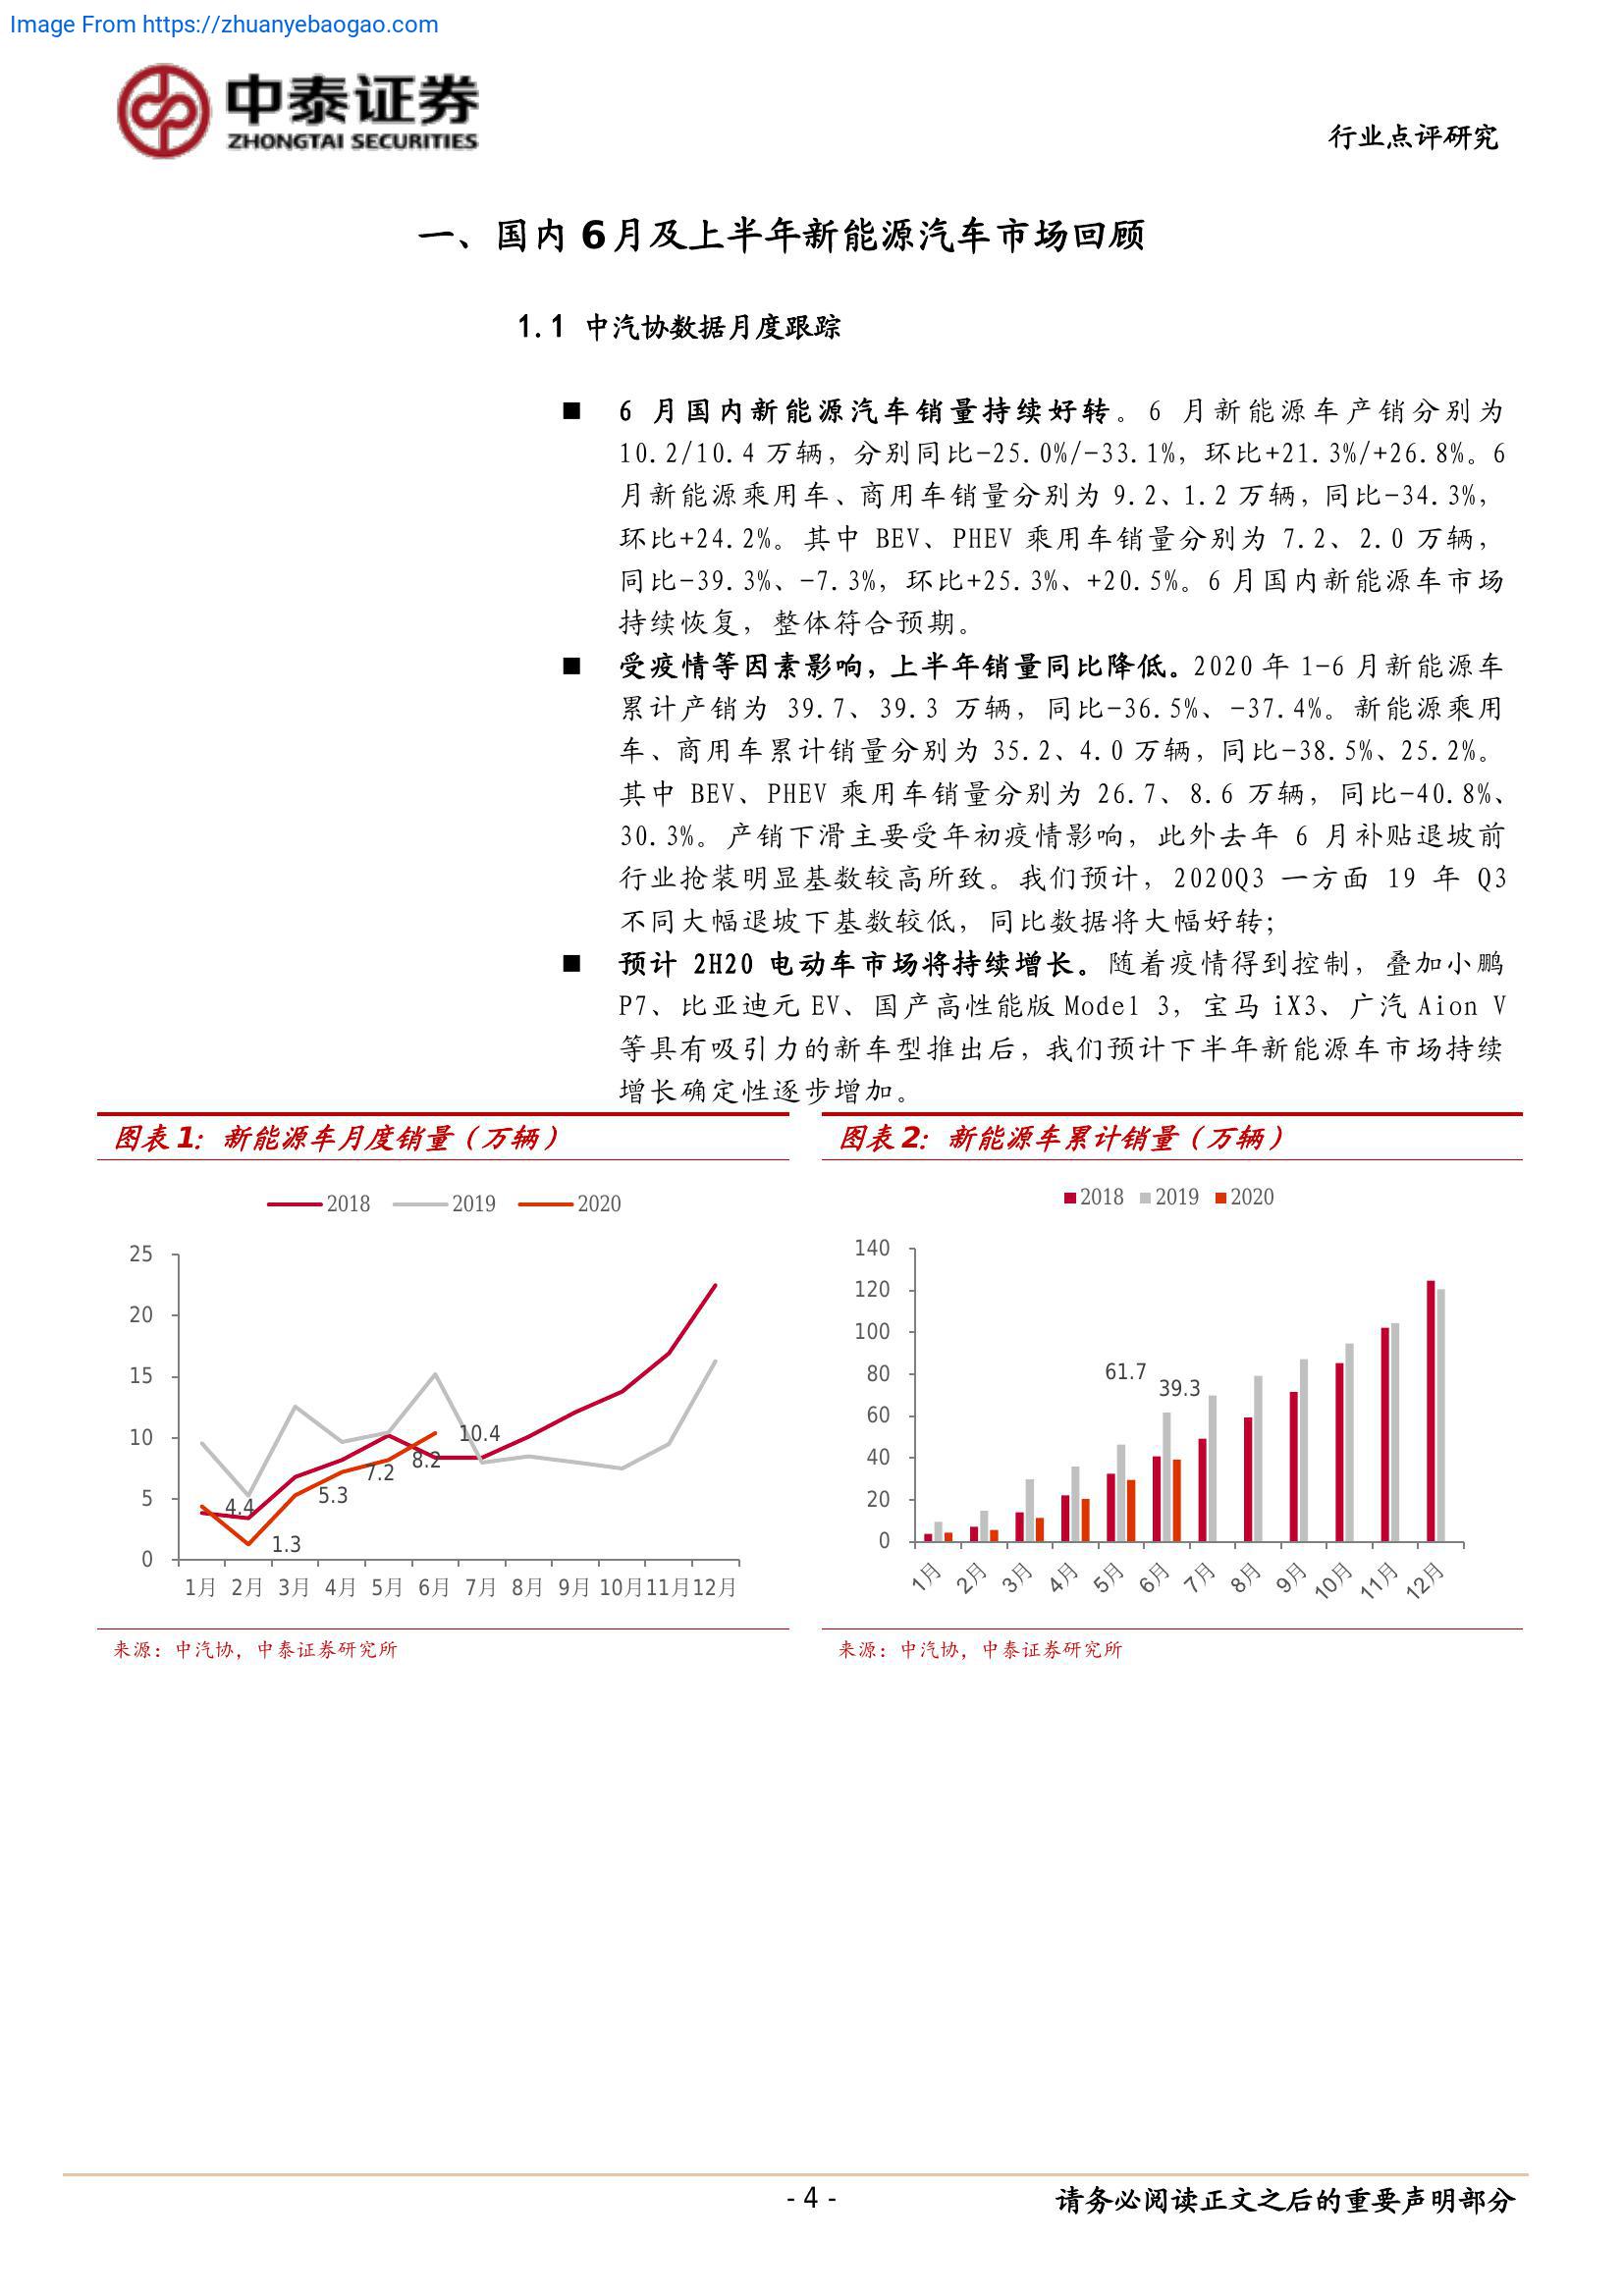 Image From https://zhuanyebaogao.com
中泰证券
ZHONGTAI SECURITIES
行业点评研究
一、国内 6 月及上半年新能源汽车市场回顾
1.1 中汽协数据月度跟踪
■ 6 月国内新能源汽车销量持续好转。6 月新能源车产销分别为
10.2/10.4 万辆，分别同比-25.0%/-33.1%，环比+21.3%/+26.8%。6
月新能源乘用车、商用车销量分别为 9.2、1.2 万辆，同比-34.3%，
环比+24.2%。其中 BEV、PHEV 乘用车销量分别为 7.2、2.0 万辆，
同比-39.3%、-7.3%，环比+25.3%、+20.5%。6 月国内新能源车市场
持续恢复，整体符合预期。
■ 受疫情等因素影响，上半年销量同比降低。2020 年 1-6 月新能源车
累计产销为 39.7、39.3 万辆，同比-36.5%、-37.4%。新能源乘用
车、商用车累计销量分别为 35.2、4.0 万辆，同比-38.5%、25.2%。
其中 BEV、PHEV 乘用车销量分别为 26.7、8.6 万辆，同比-40.8%、
30.3%。产销下滑主要受年初疫情影响，此外去年 6 月补贴退坡前
行业抢装明显基数较高所致。我们预计，2020Q3 一方面 19 年 Q3
不同大幅退坡下基数较低，同比数据将大幅好转；
■ 预计 2H20 电动车市场将持续增长。随着疫情得到控制，叠加小鹏
P7、比亚迪元 EV、国产高性能版 Model 3，宝马 iX3、广汽 Aion V
等具有吸引力的新车型推出后，我们预计下半年新能源车市场持续
增长确定性逐步增加。
图表 1：新能源车月度销量（万辆）
2018 2019 2020
25
20
15
10
5
0
4.4
1.3
5.3
7.2
8.2
10.4
1月 2月 3月 4月 5月 6月 7月 8月 9月 10月 11月 12月
来源：中汽协，中泰证券研究所
图表 2：新能源车累计销量（万辆）
2018 2019 2020
140
120
100
80
60
40
20
0
61.7
39.3
1月 2月 3月 4月 5月 6月 7月 8月 9月 10月 11月 12月
来源：中汽协，中泰证券研究所
- 4 -
请务必阅读正文之后的重要声明部分